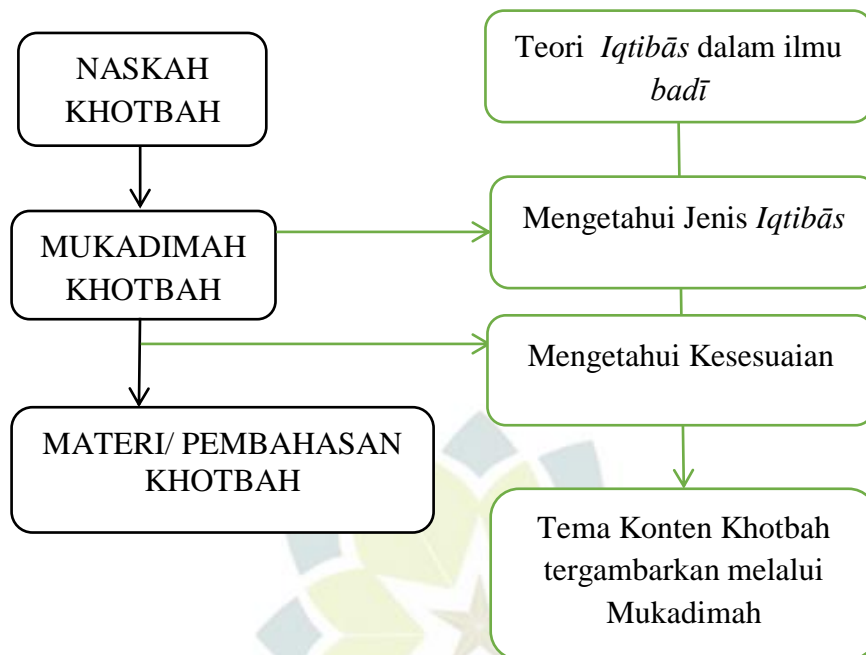 NASKAH
KHOTBAH
MUKADIMAH
KHOTBAH
MATERI/ PEMBAHASAN
KHOTBAH
Teori Iqtibās dalam ilmu
badī
Mengetahui Jenis Iqtibās
Mengetahui Kesesuaian
Tema Konten Khotbah
tergambarkan melalui
Mukadimah